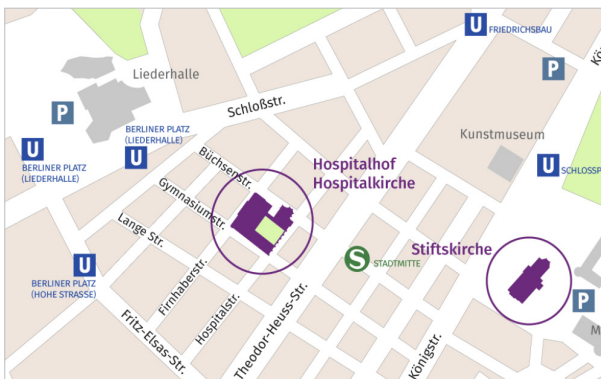 U
FRIEDRICHSBAU
P
Liederhalle
P
Schloßstr.
Kunstmuseum
U
BERLINER PLATZ
(LIEDERHALLE)
BERLINER PLATZ
(LIEDERHALLE)
U
U
SCHLOSSP
Büchsenstr.
Hospitalhof
Hospitalkirche
Gymnasiumstr.
Lange Str.
Stiftskirche
S
STADTMITTE
U
BERLINER PLATZ
(HOHE STRASSE)
Firnhaberstr.
Hospitalstr.
Theodor-Heuss-Str.
Fritz-Elsas-Str.
Königstr.
P
Kö
M